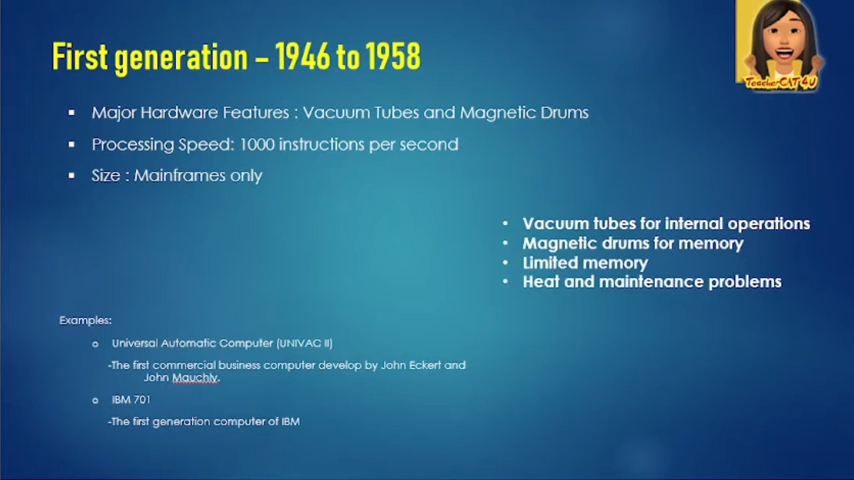 First generation – 1946 to 1958
TeacherCAT 4U
▪ Major Hardware Features : Vacuum Tubes and Magnetic Drums
▪ Processing Speed: 1000 instructions per second
▪ Size : Mainframes only
• Vacuum tubes for internal operations
• Magnetic drums for memory
• Limited memory
• Heat and maintenance problems
Examples:
o Universal Automatic Computer (UNIVAC II)
-The first commercial business computer develop by John Eckert and
John Mauchly.
o IBM 701
-The first generation computer of IBM